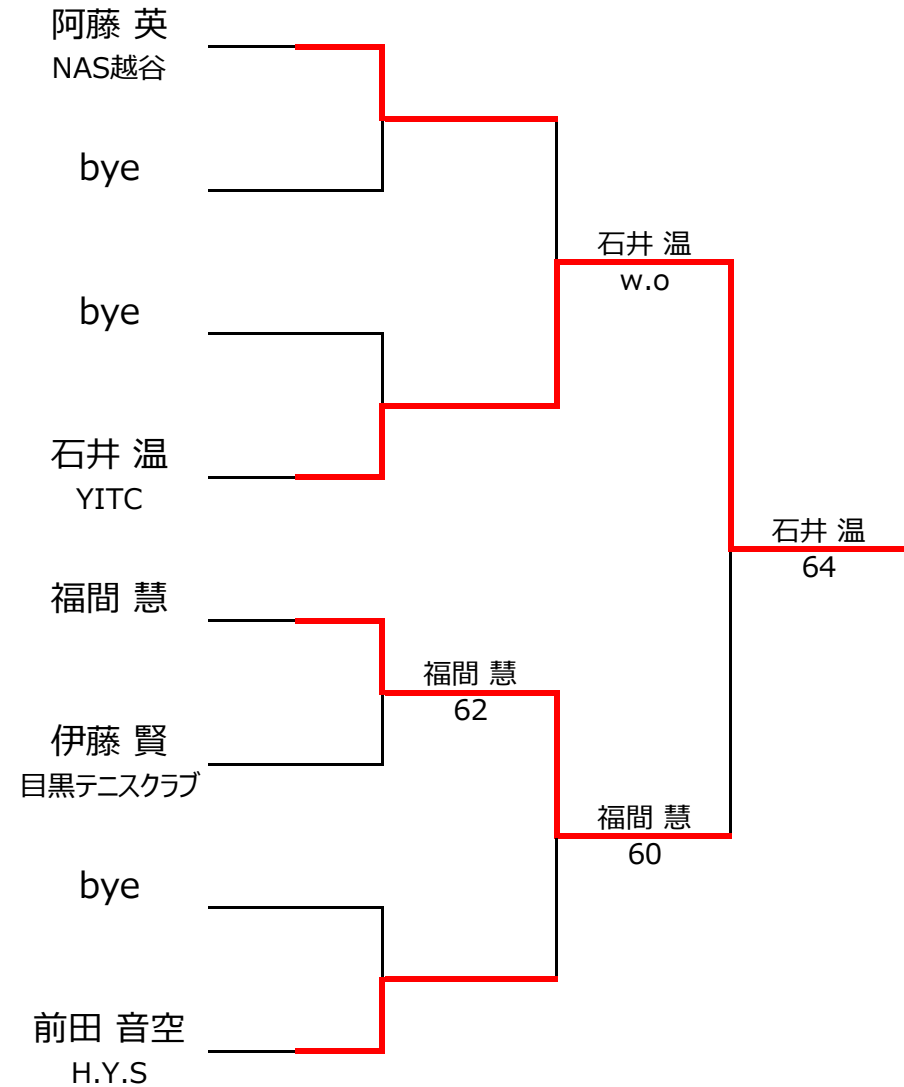 阿藤 英
NAS越谷
bye
bye
石井 温
YITC
福間 慧
伊藤 賢
目黒テニスクラブ
bye
前田 音空
H.Y.S
福間 慧
62
石井 温
w.o
福間 慧
60
石井 温
64